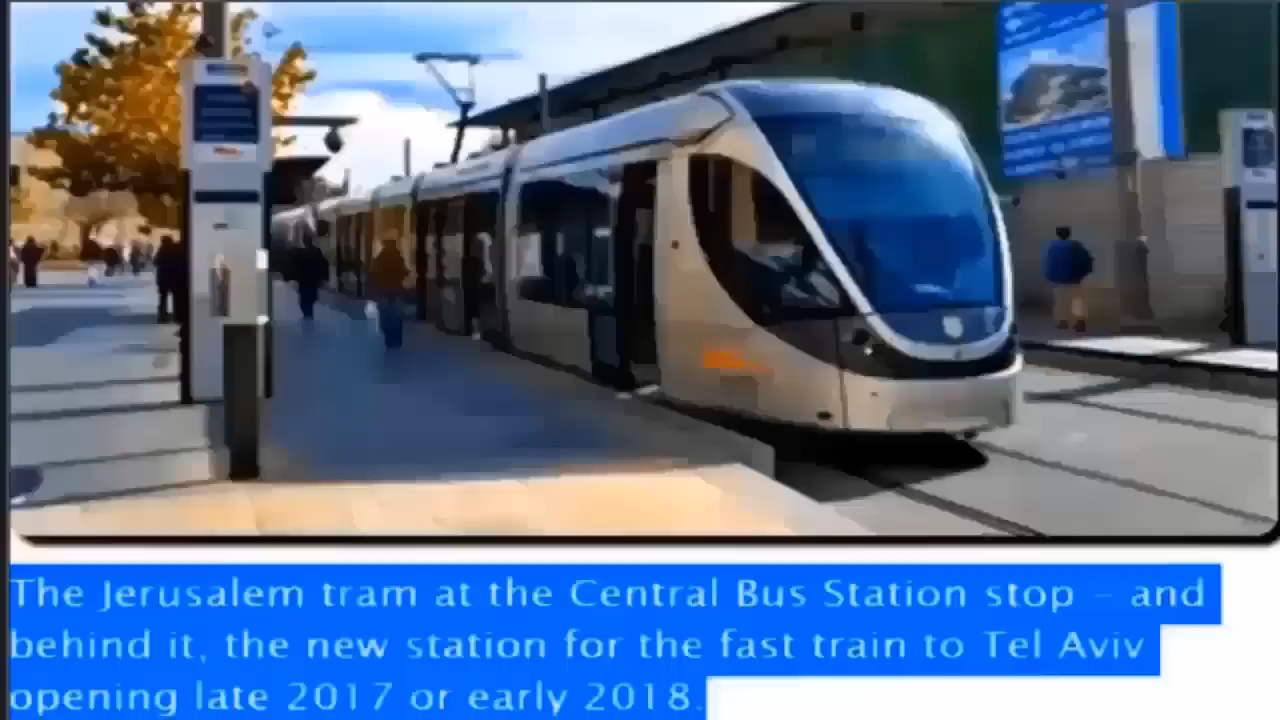 The Jerusalem tram at the Central Bus Station stop – and
behind it, the new station for the fast train to Tel Aviv
opening late 2017 or early 2018.